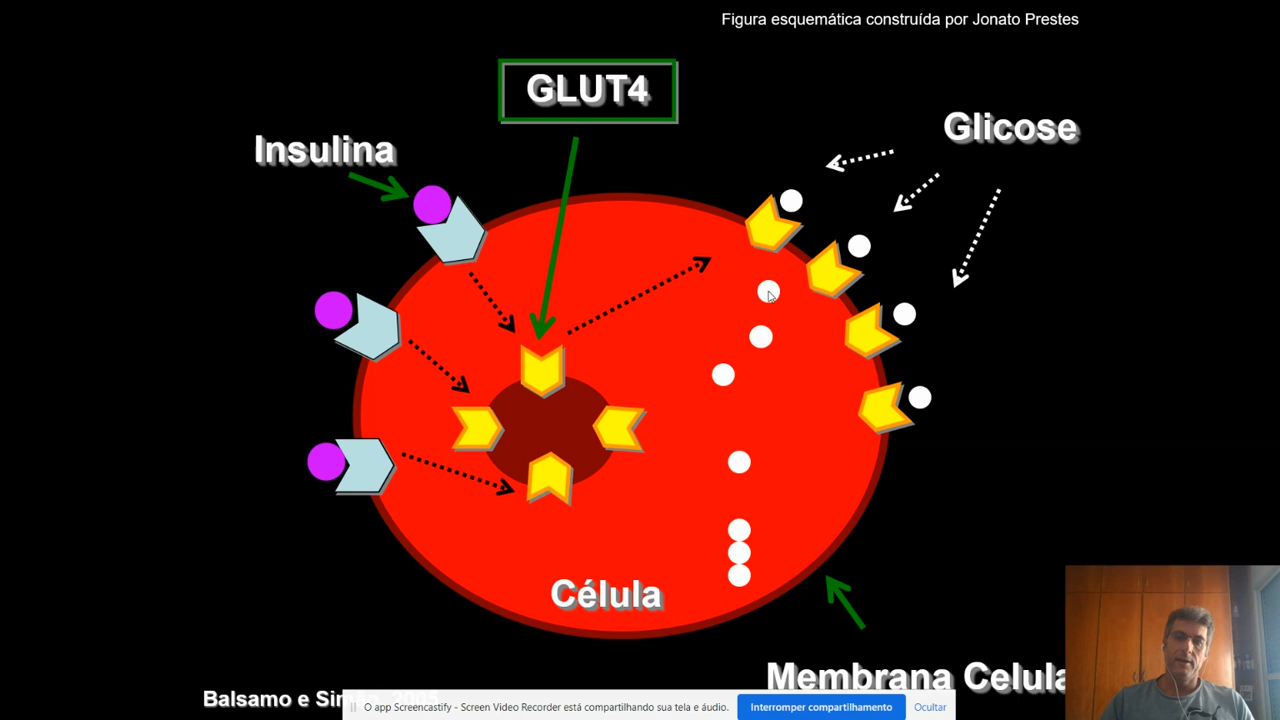 Figura esquemática construída por Jonato Prestes
GLUT4
Glicose
Insulina
Célula
Membrana Celula
Balsamo e
O app Screencastify - Screen Video Recorder está compartilhando sua tela e áudio.
Interromper compartilhamento
Ocultar